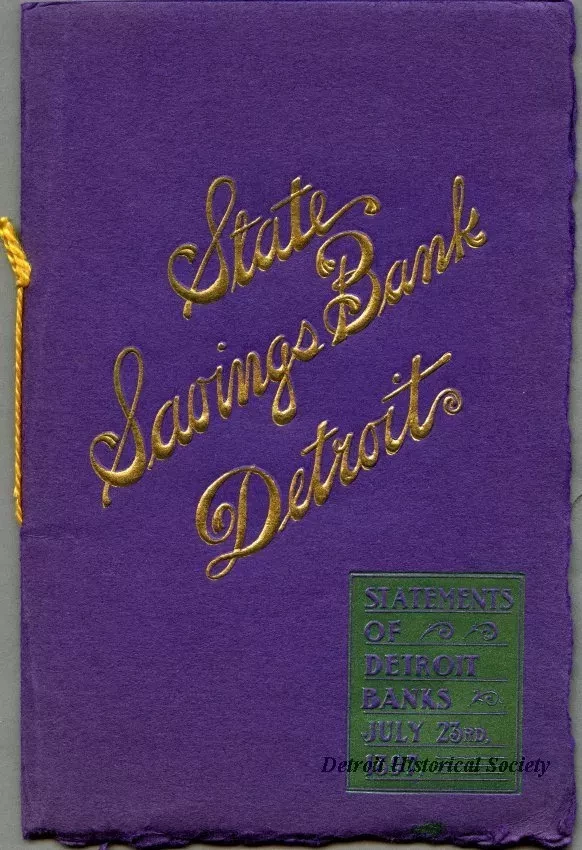 State
Savings Bank
Detroit
STATEMENTS
OF
DETROIT
BANKS
JULY 23RD,
Detroit Historical Society